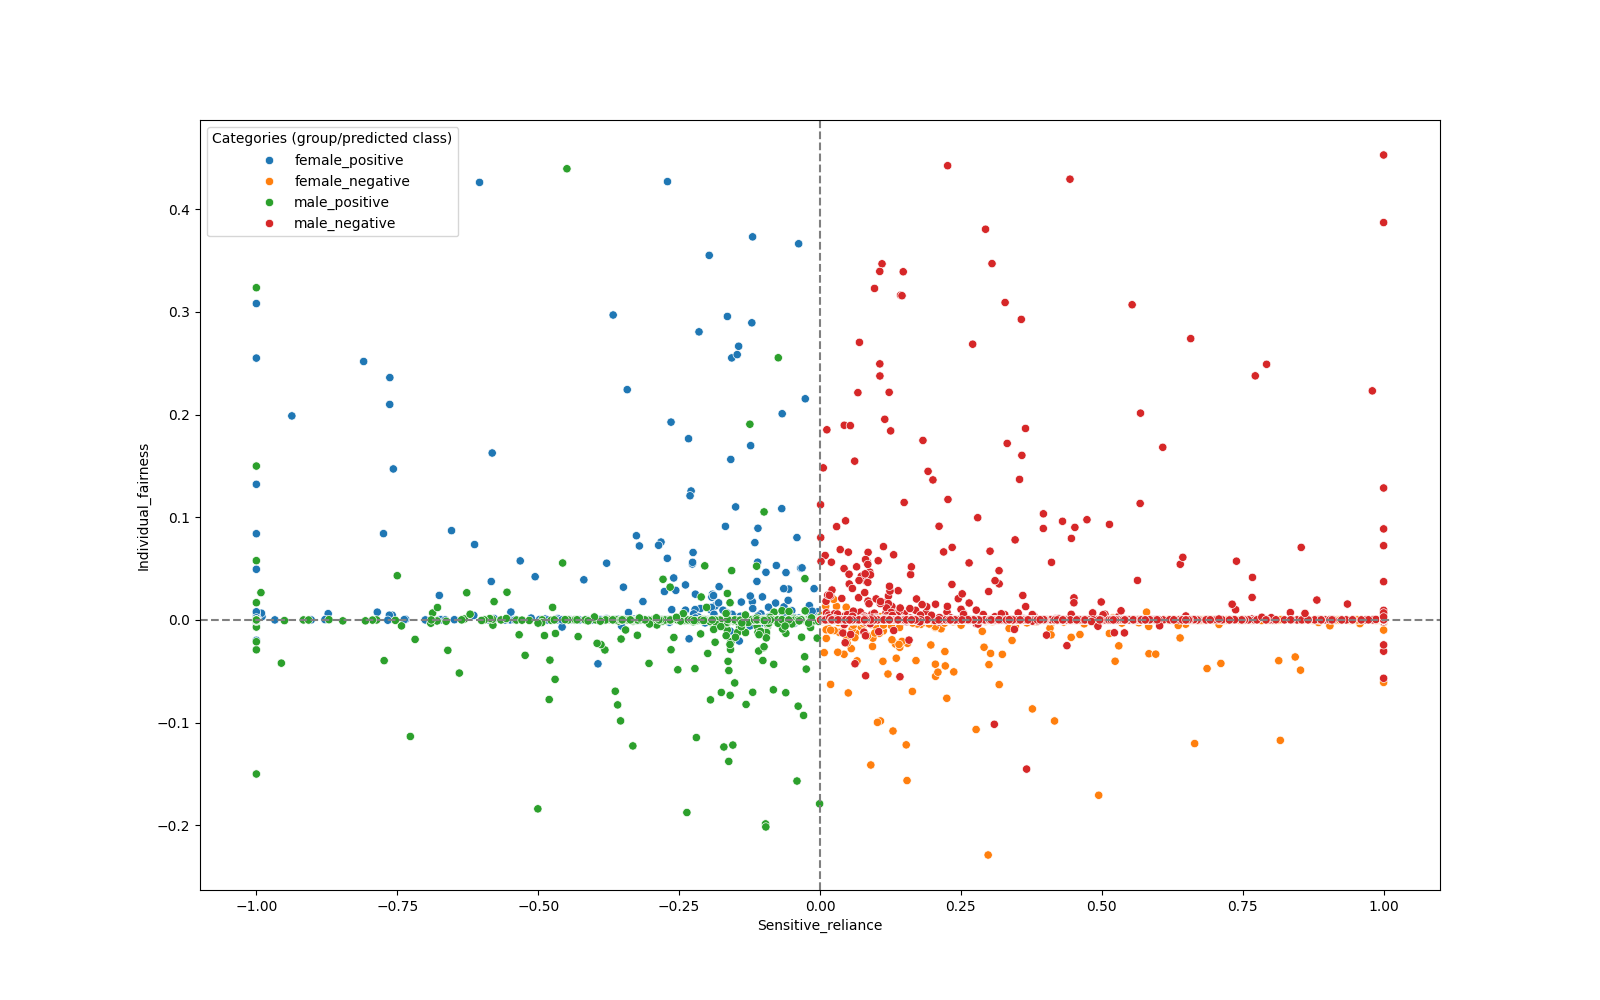 Categories (group/predicted class)
female_positive
female_negative
male_positive
male_negative
0.4
0.3
0.2
0.1
0.0
−0.1
−0.2
Individual_fairness
−1.00 −0.75 −0.50 −0.25 0.00 0.25 0.50 0.75 1.00
Sensitive_reliance